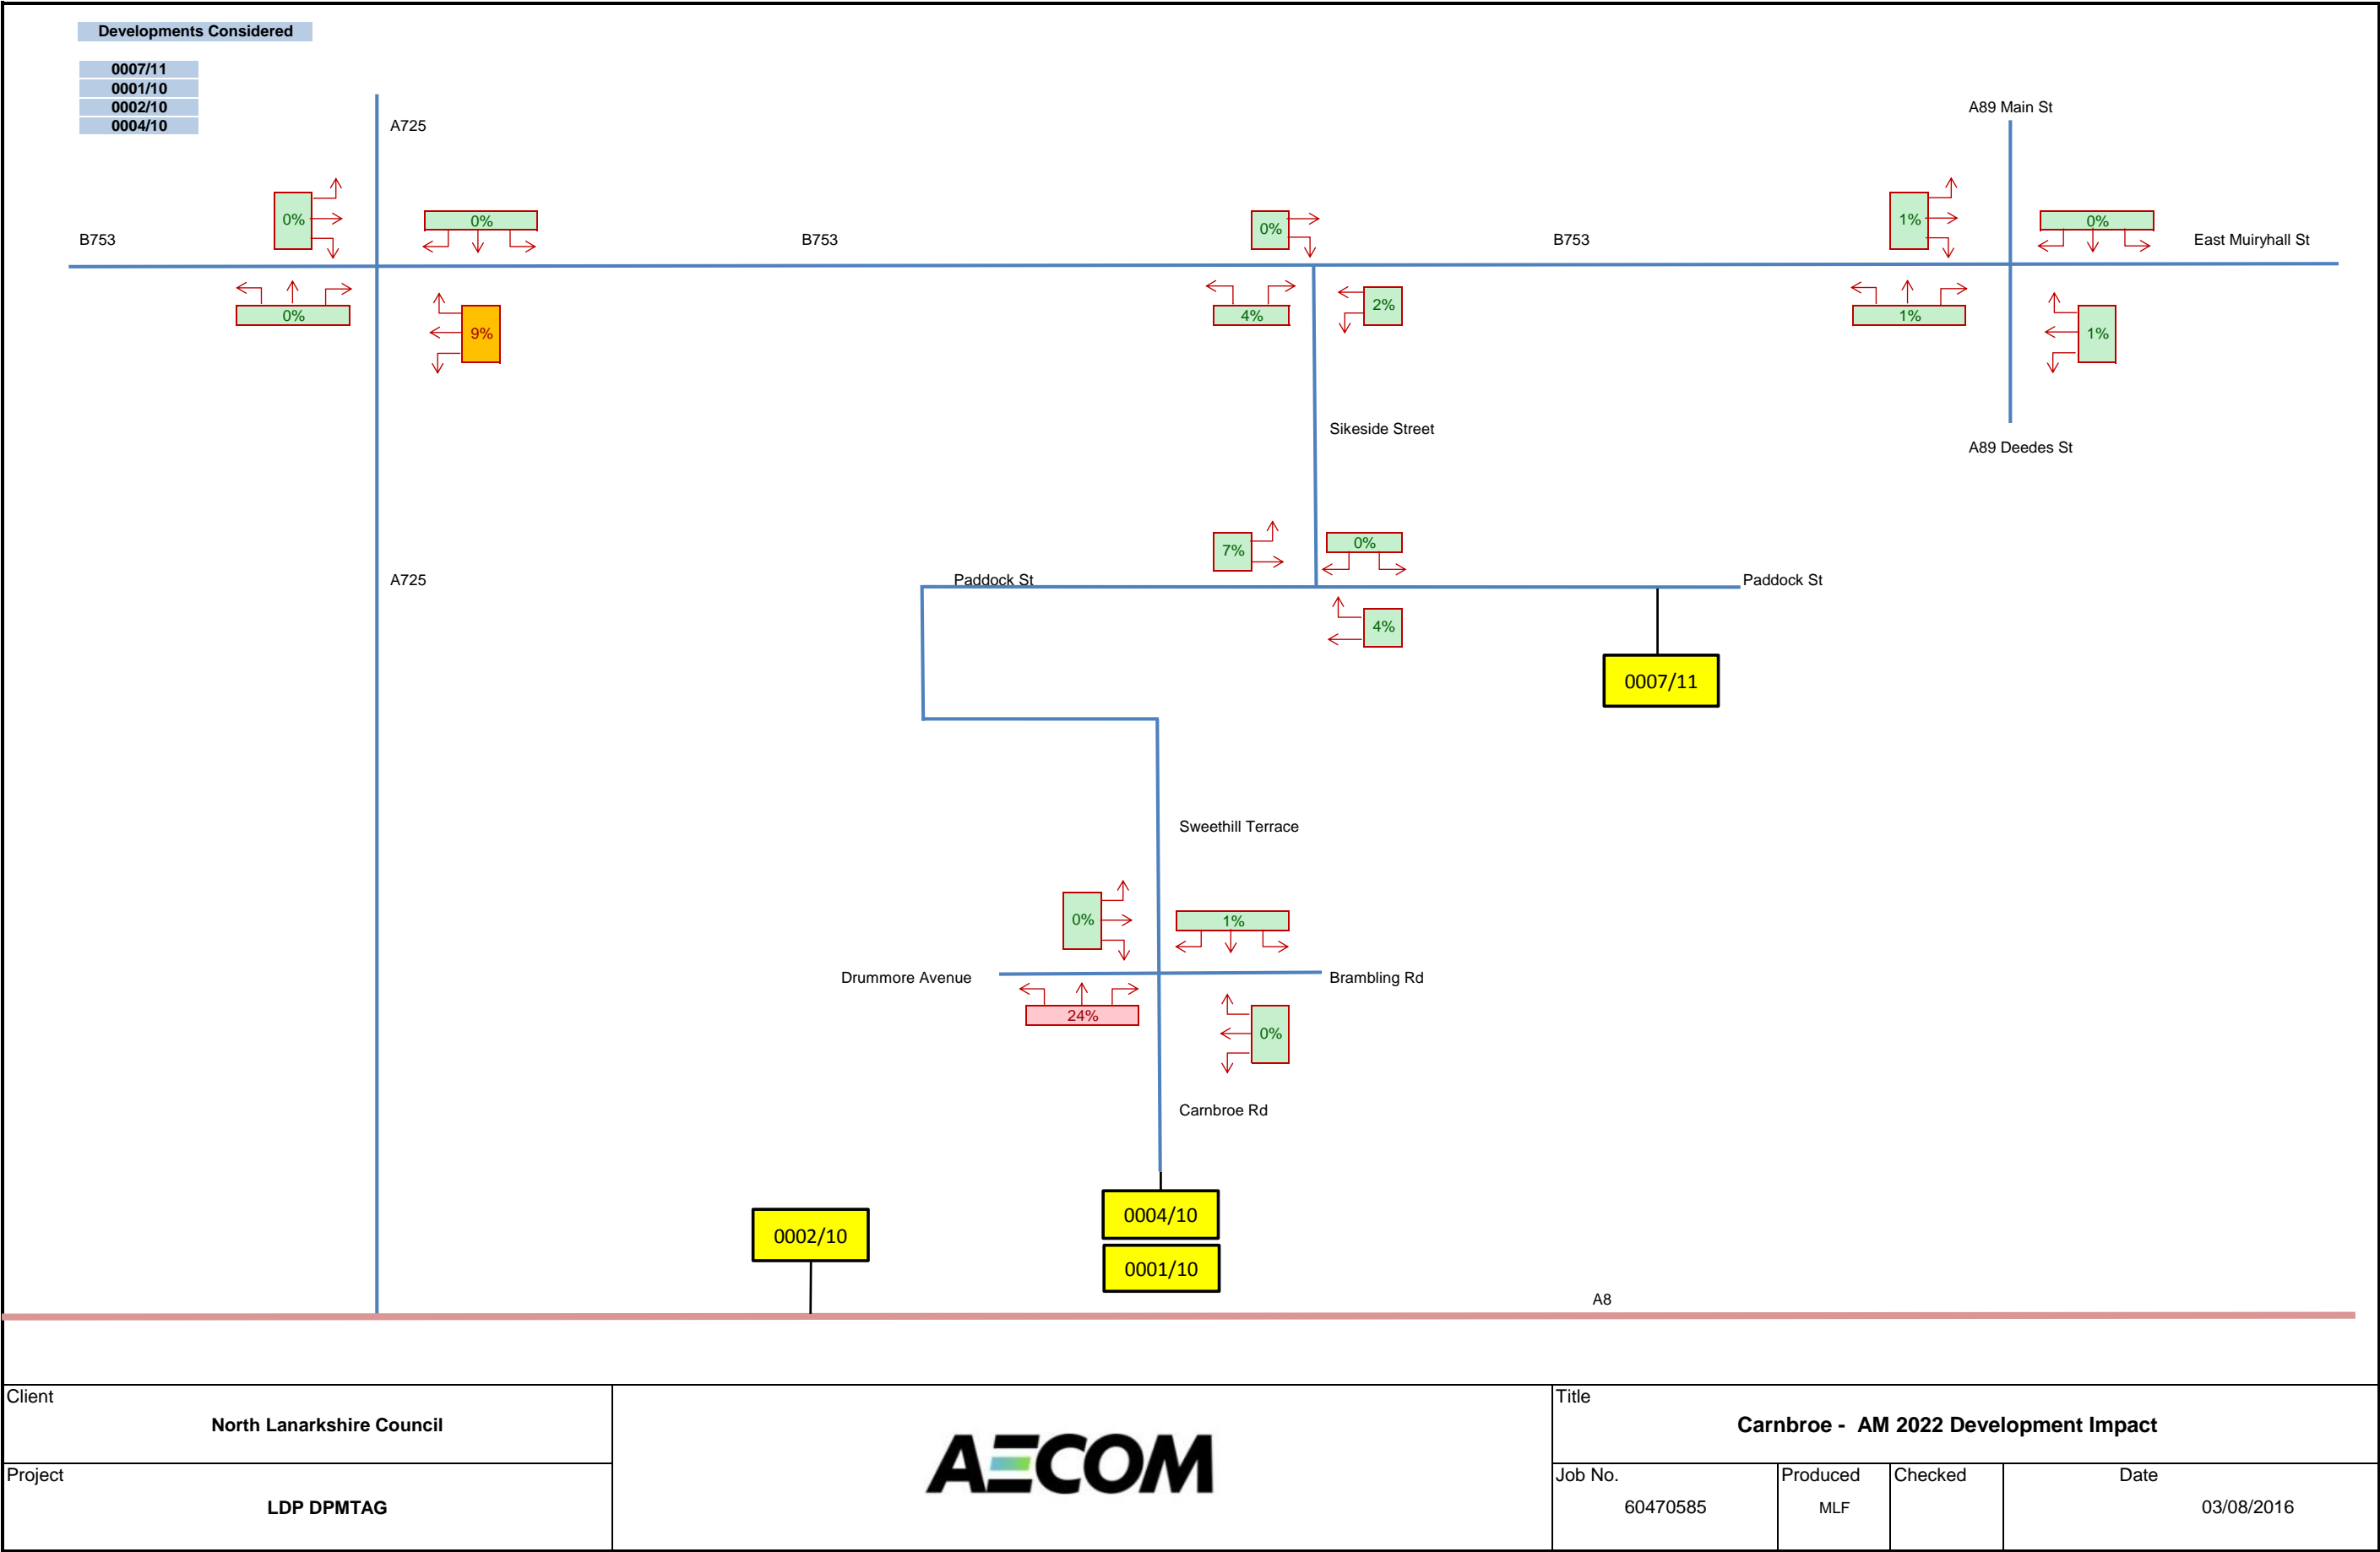 Developments Considered
0007/11
0001/10
0002/10
0004/10
A725
A89 Main St
0%
0%
0%
1%
0%
B753
B753
B753
East Muiryhall St
0%
9%
4%
2%
1%
1%
Sikeside Street
A89 Deedes St
7%
0%
A725
Paddock St
Paddock St
4%
0007/11
Sweethill Terrace
0%
1%
Drummore Avenue
Brambling Rd
24%
0%
Carnbroe Rd
0004/10
0002/10
0001/10
A8
Client
North Lanarkshire Council
Project
LDP DPMTAG
AECOM
Title
Carnbroe - AM 2022 Development Impact
Job No.
60470585
Produced
MLF
Checked
Date
03/08/2016